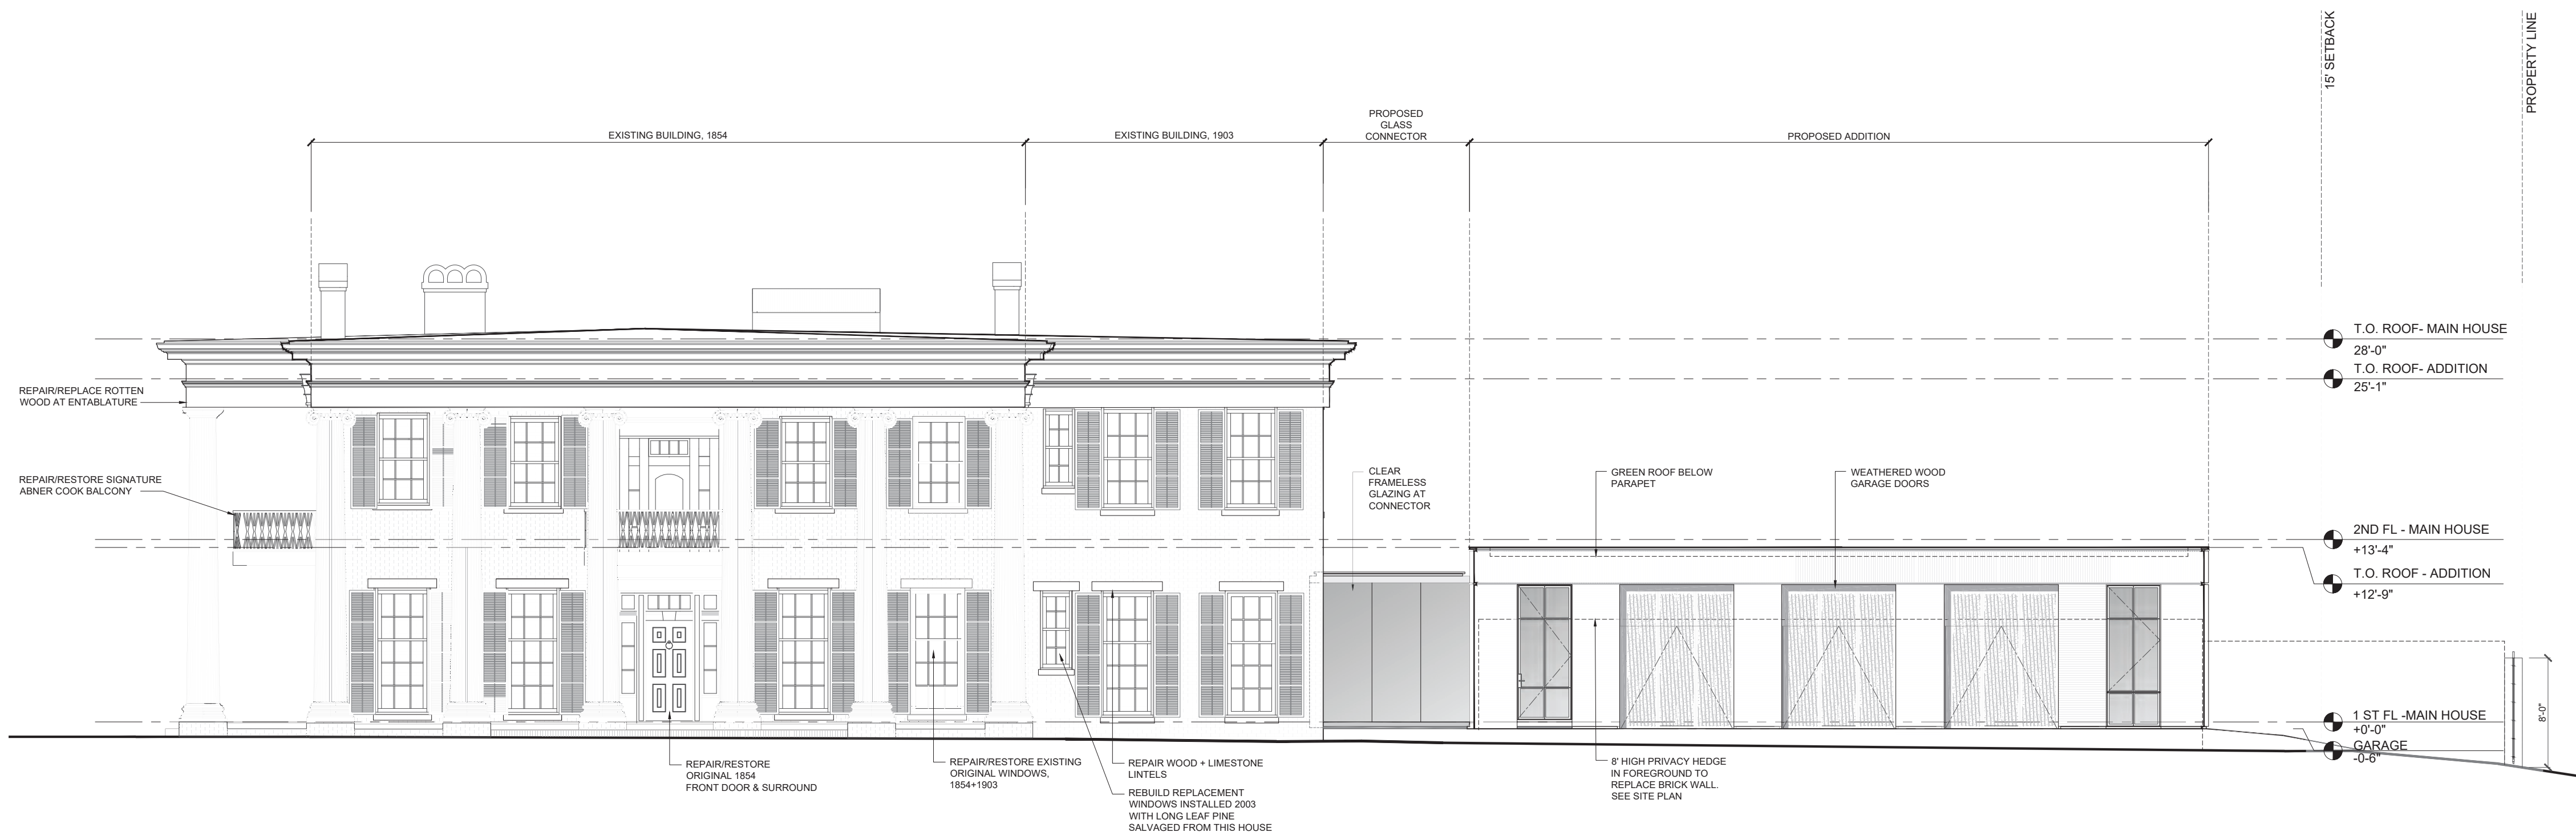 15' SETBACK
PROPERTY LINE
EXISTING BUILDING, 1854
EXISTING BUILDING, 1903
PROPOSED
GLASS
CONNECTOR
PROPOSED ADDITION
T.O. ROOF- MAIN HOUSE
28'-0"
T.O. ROOF- ADDITION
25'-1"
REPAIR/REPLACE ROTTEN
WOOD AT ENTABLATURE
REPAIR/RESTORE SIGNATURE
ABNER COOK BALCONY
CLEAR
FRAMELESS
GLAZING AT
CONNECTOR
GREEN ROOF BELOW
PARAPET
WEATHERED WOOD
GARAGE DOORS
2ND FL - MAIN HOUSE
+13'-4"
T.O. ROOF - ADDITION
+12'-9"
1 ST FL -MAIN HOUSE
+0'-0"
GARAGE
-0-6"
8'-0"
REPAIR/RESTORE
ORIGINAL 1854
FRONT DOOR & SURROUND
REPAIR/RESTORE EXISTING
ORIGINAL WINDOWS,
1854+1903
REPAIR WOOD + LIMESTONE
LINTELS
REBUILD REPLACEMENT
WINDOWS INSTALLED 2003
WITH LONG LEAF PINE
SALVAGED FROM THIS HOUSE
8' HIGH PRIVACY HEDGE
IN FOREGROUND TO
REPLACE BRICK WALL.
SEE SITE PLAN